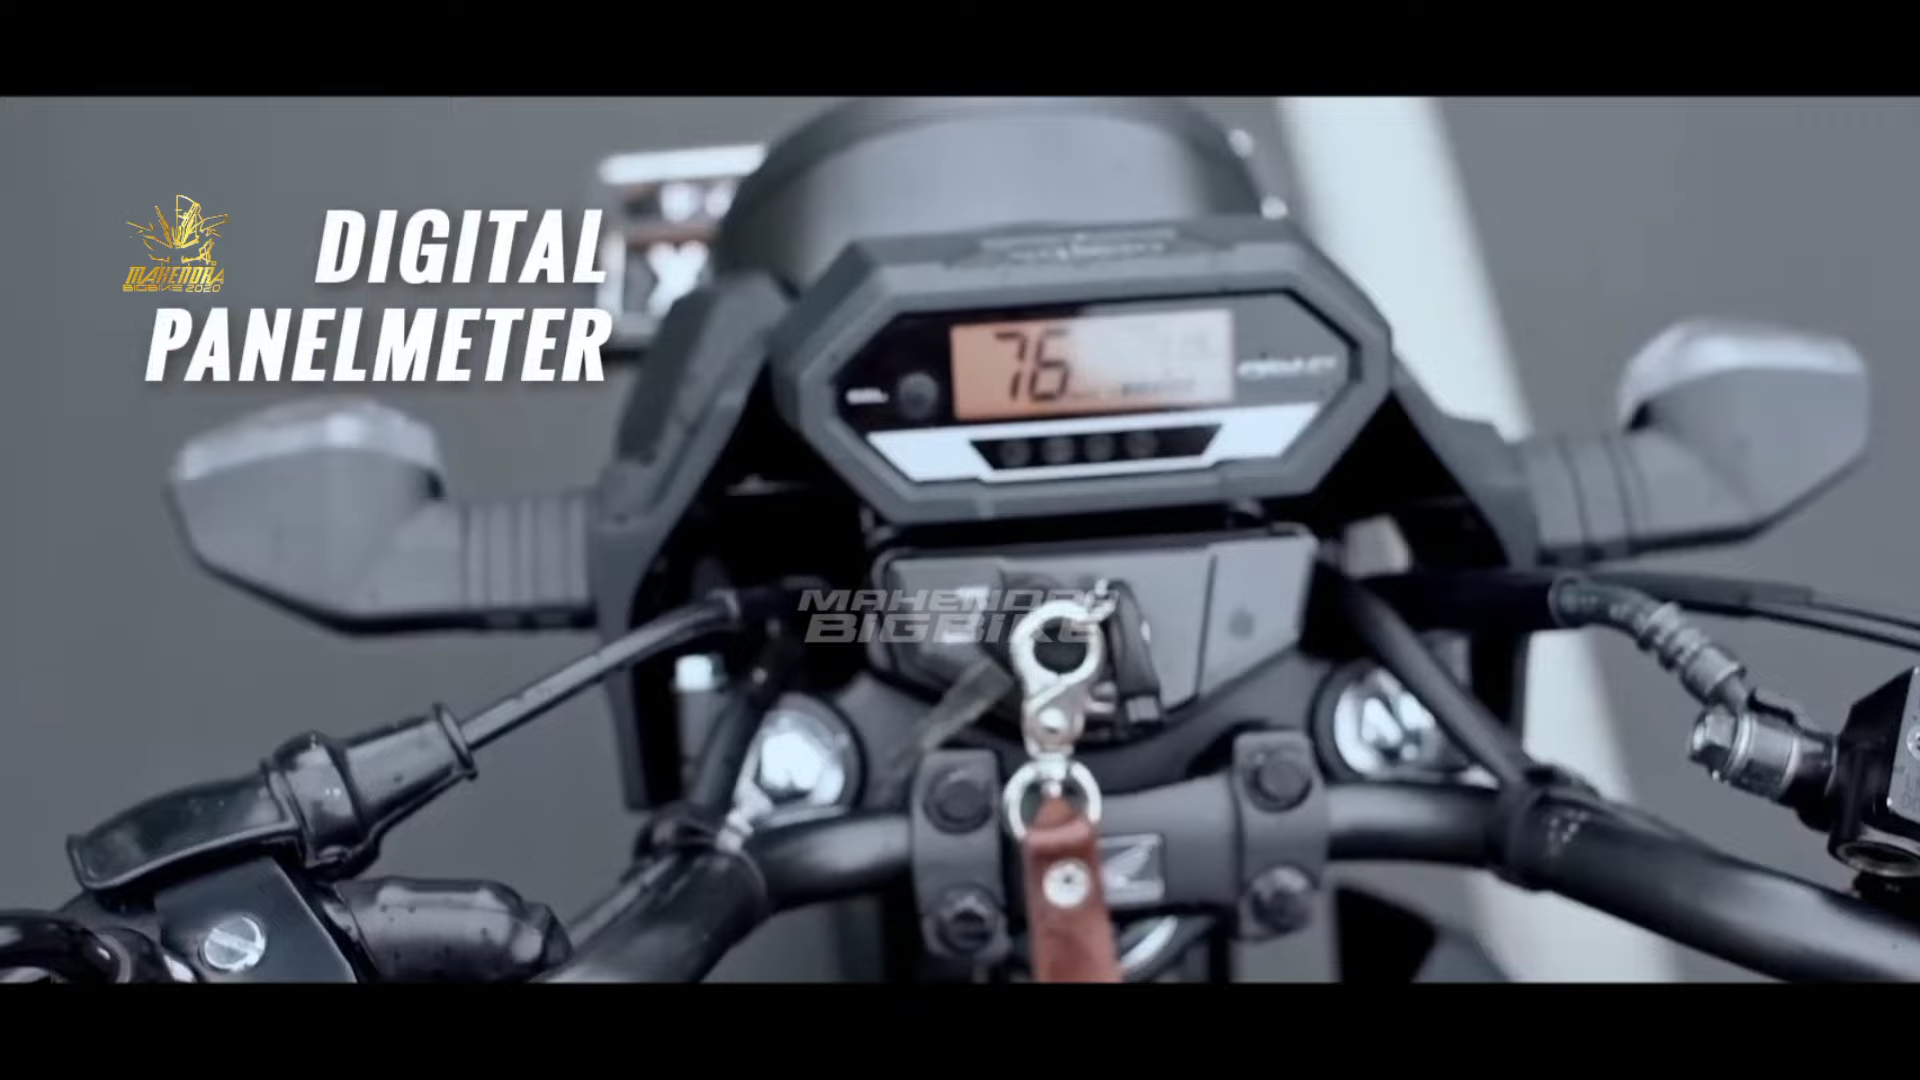 MAHENDRA
BIGBIKE 2020
DIGITAL
PANELMETER
76
MAHENDRA
BIGBIKE